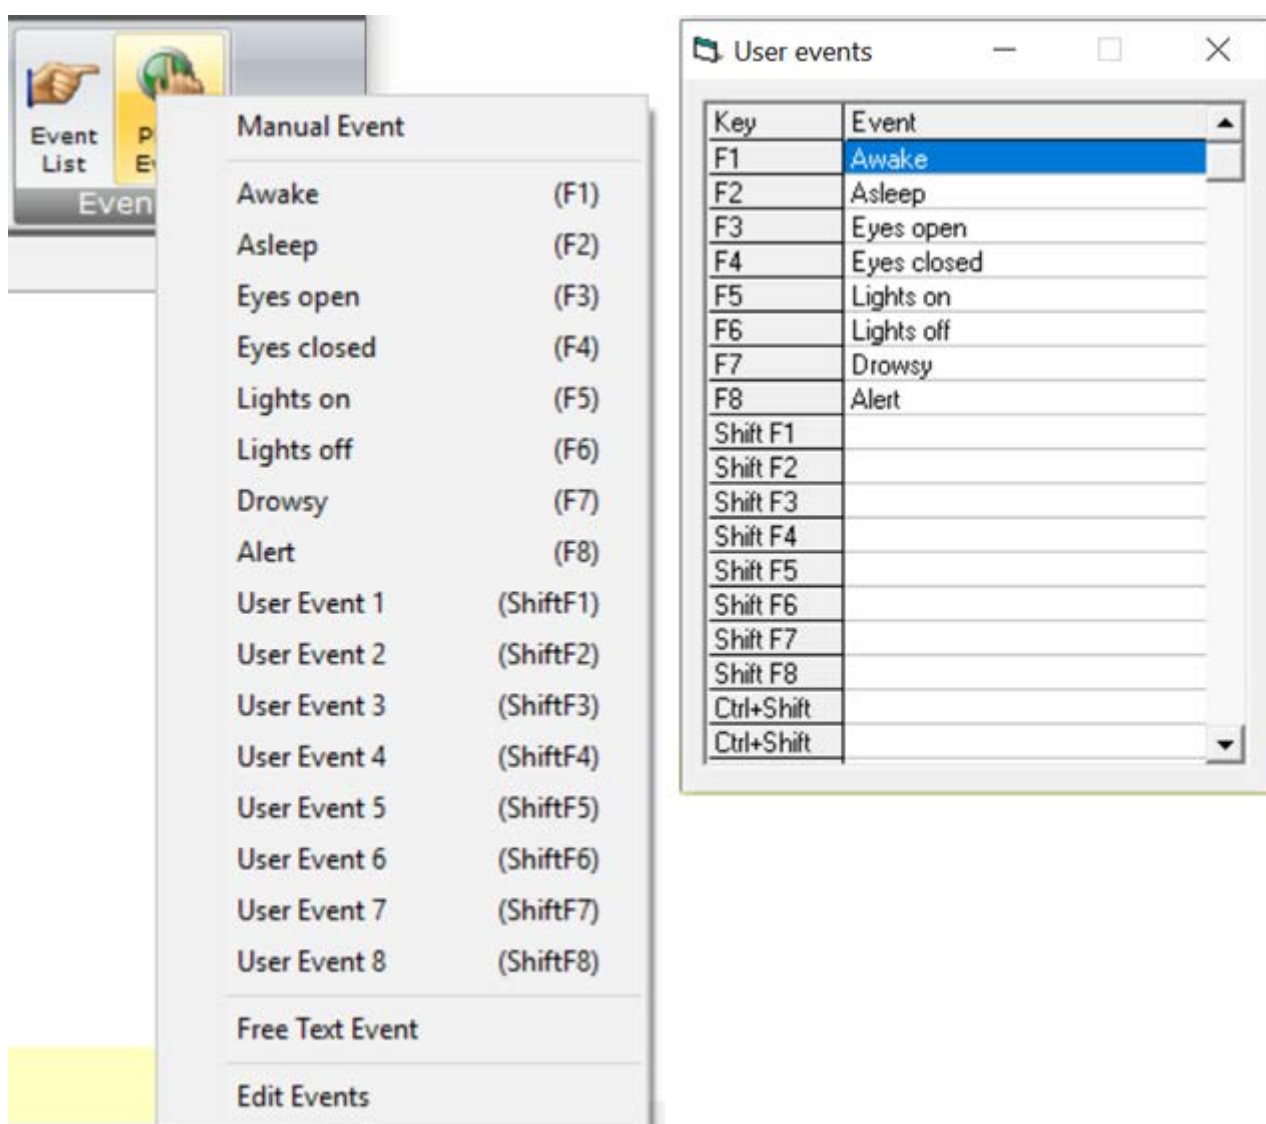 Event
List
Even
Manual Event
Awake (F1)
Asleep (F2)
Eyes open (F3)
Eyes closed (F4)
Lights on (F5)
Lights off (F6)
Drowsy (F7)
Alert (F8)
User Event 1 (ShiftF1)
User Event 2 (ShiftF2)
User Event 3 (ShiftF3)
User Event 4 (ShiftF4)
User Event 5 (ShiftF5)
User Event 6 (ShiftF6)
User Event 7 (ShiftF7)
User Event 8 (ShiftF8)
Free Text Event
Edit Events
User events
Key Event
F1 Awake
F2 Asleep
F3 Eyes open
F4 Eyes closed
F5 Lights on
F6 Lights off
F7 Drowsy
F8 Alert
Shift F1
Shift F2
Shift F3
Shift F4
Shift F5
Shift F6
Shift F7
Shift F8
Ctrl+Shift
Ctrl+Shift